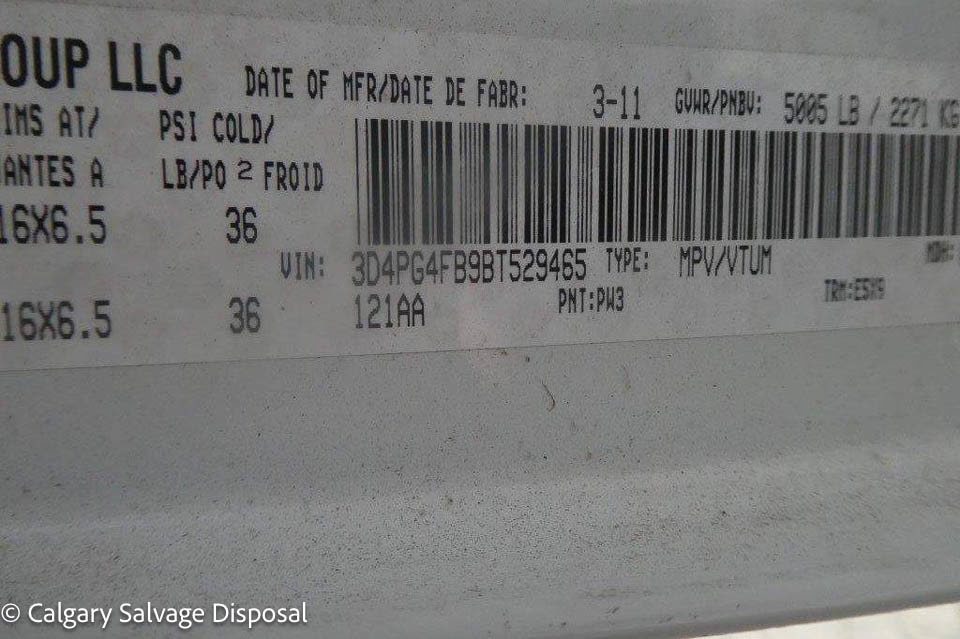 OUP LLC DATE OF MFR/DATE DE FABR: 3-11 GVWR/PNBV: 5005 LB / 2271 KG
IMS AT/ PSI COLD/
ANTES A LB/PO 2 FROID
16X6.5 36
VIN: 3D4PG4FB9BT529465 TYPE: MPV/VTUM MDH:
16X6.5 36 121AA PNT:PW3 TRM:E5X9
© Calgary Salvage Disposal